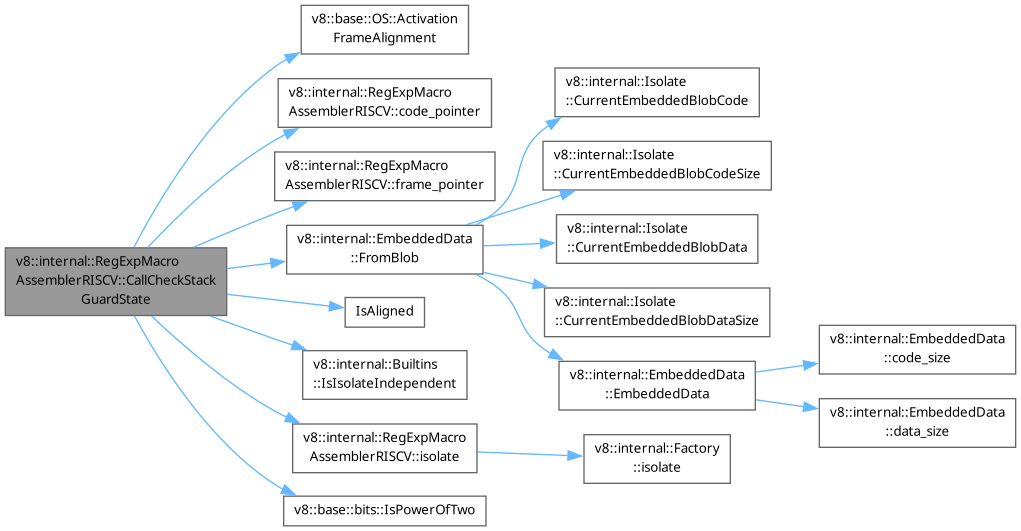 v8::internal::RegExpMacro
AssemblerRISCV::CallCheckStack
GuardState
v8::base::OS::Activation
FrameAlignment
v8::internal::RegExpMacro
AssemblerRISCV::code_pointer
v8::internal::RegExpMacro
AssemblerRISCV::frame_pointer
v8::internal::EmbeddedData
::FromBlob
IsAligned
v8::internal::Builtins
::IsIsolateIndependent
v8::internal::RegExpMacro
AssemblerRISCV::isolate
v8::base::bits::IsPowerOfTwo
v8::internal::Isolate
::CurrentEmbeddedBlobCode
v8::internal::Isolate
::CurrentEmbeddedBlobCodeSize
v8::internal::Isolate
::CurrentEmbeddedBlobData
v8::internal::Isolate
::CurrentEmbeddedBlobDataSize
v8::internal::EmbeddedData
::EmbeddedData
v8::internal::Factory
::isolate
v8::internal::EmbeddedData
::code_size
v8::internal::EmbeddedData
::data_size